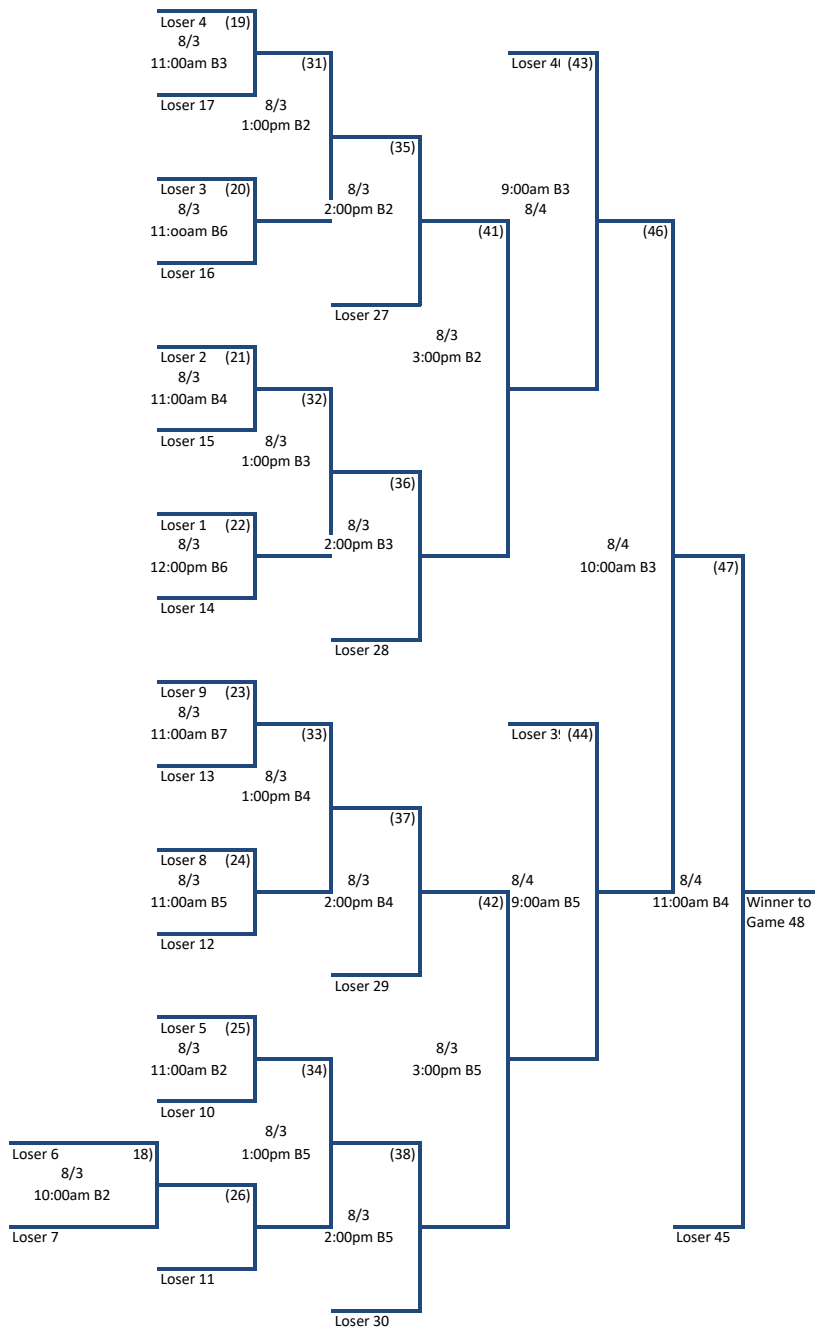 Loser 4 (19)
8/3
11:00am B3
(31)
Loser (43)
Loser 17
8/3
1:00pm B2
(35)
Loser 3 (20)
8/3
11:ooam B6
8/3
2:00pm B2
9:00am B3
8/4
(41)
(46)
Loser 16
Loser 27
8/3
3:00pm B2
Loser 2 (21)
8/3
11:00am B4
(32)
Loser 15
8/3
1:00pm B3
(36)
Loser 1 (22)
8/3
12:00pm B6
8/3
2:00pm B3
8/4
10:00am B3
(47)
Loser 14
Loser 28
Loser 9 (23)
8/3
11:00am B7
(33)
Loser (44)
Loser 13
8/3
1:00pm B4
(37)
Loser 8 (24)
8/3
11:00am B5
8/3
2:00pm B4
(42)
8/4
9:00am B5
8/4
11:00am B4
Winner to
Game 48
Loser 12
Loser 29
Loser 5 (25)
8/3
11:00am B2
(34)
8/3
3:00pm B5
Loser 10
8/3
1:00pm B5
Loser 6 18)
8/3
10:00am B2
(38)
(26)
8/3
2:00pm B5
Loser 7
Loser 45
Loser 11
Loser 30